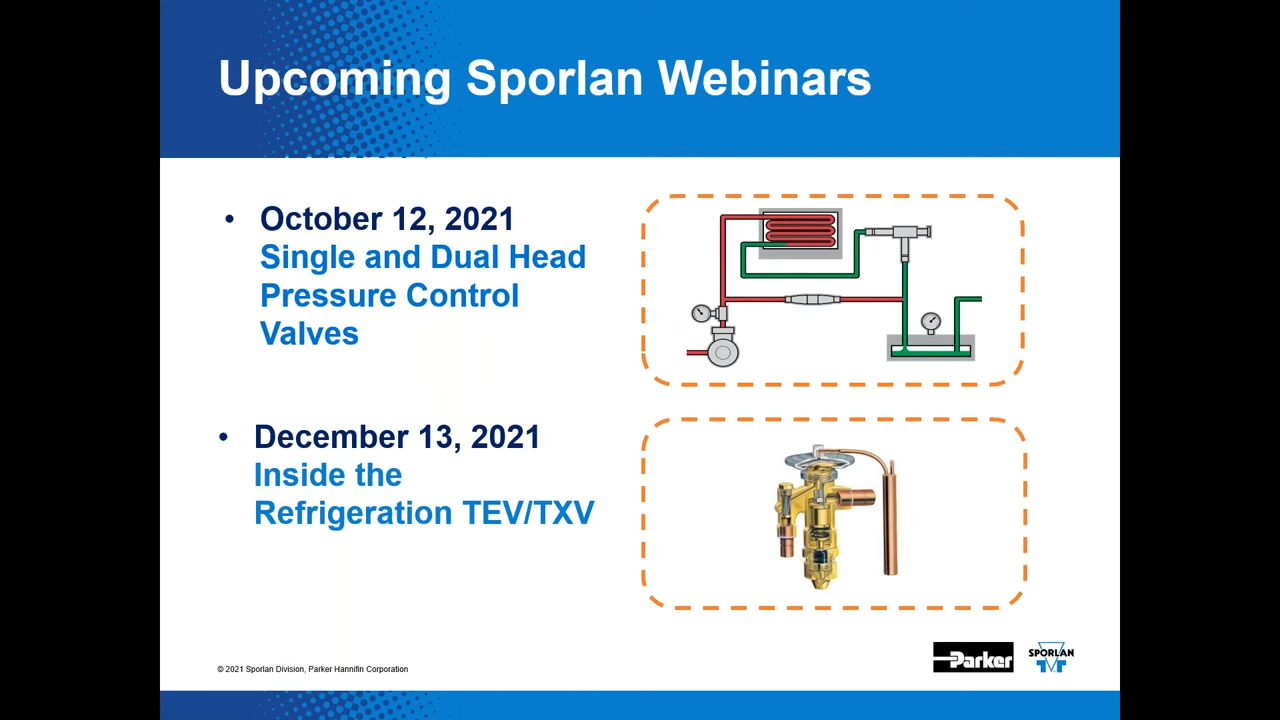 Upcoming Sporlan Webinars
• October 12, 2021
Single and Dual Head
Pressure Control
Valves
• December 13, 2021
Inside the
Refrigeration TEV/TXV
© 2021 Sporlan Division, Parker Hannifin Corporation
Parker
SPORLAN